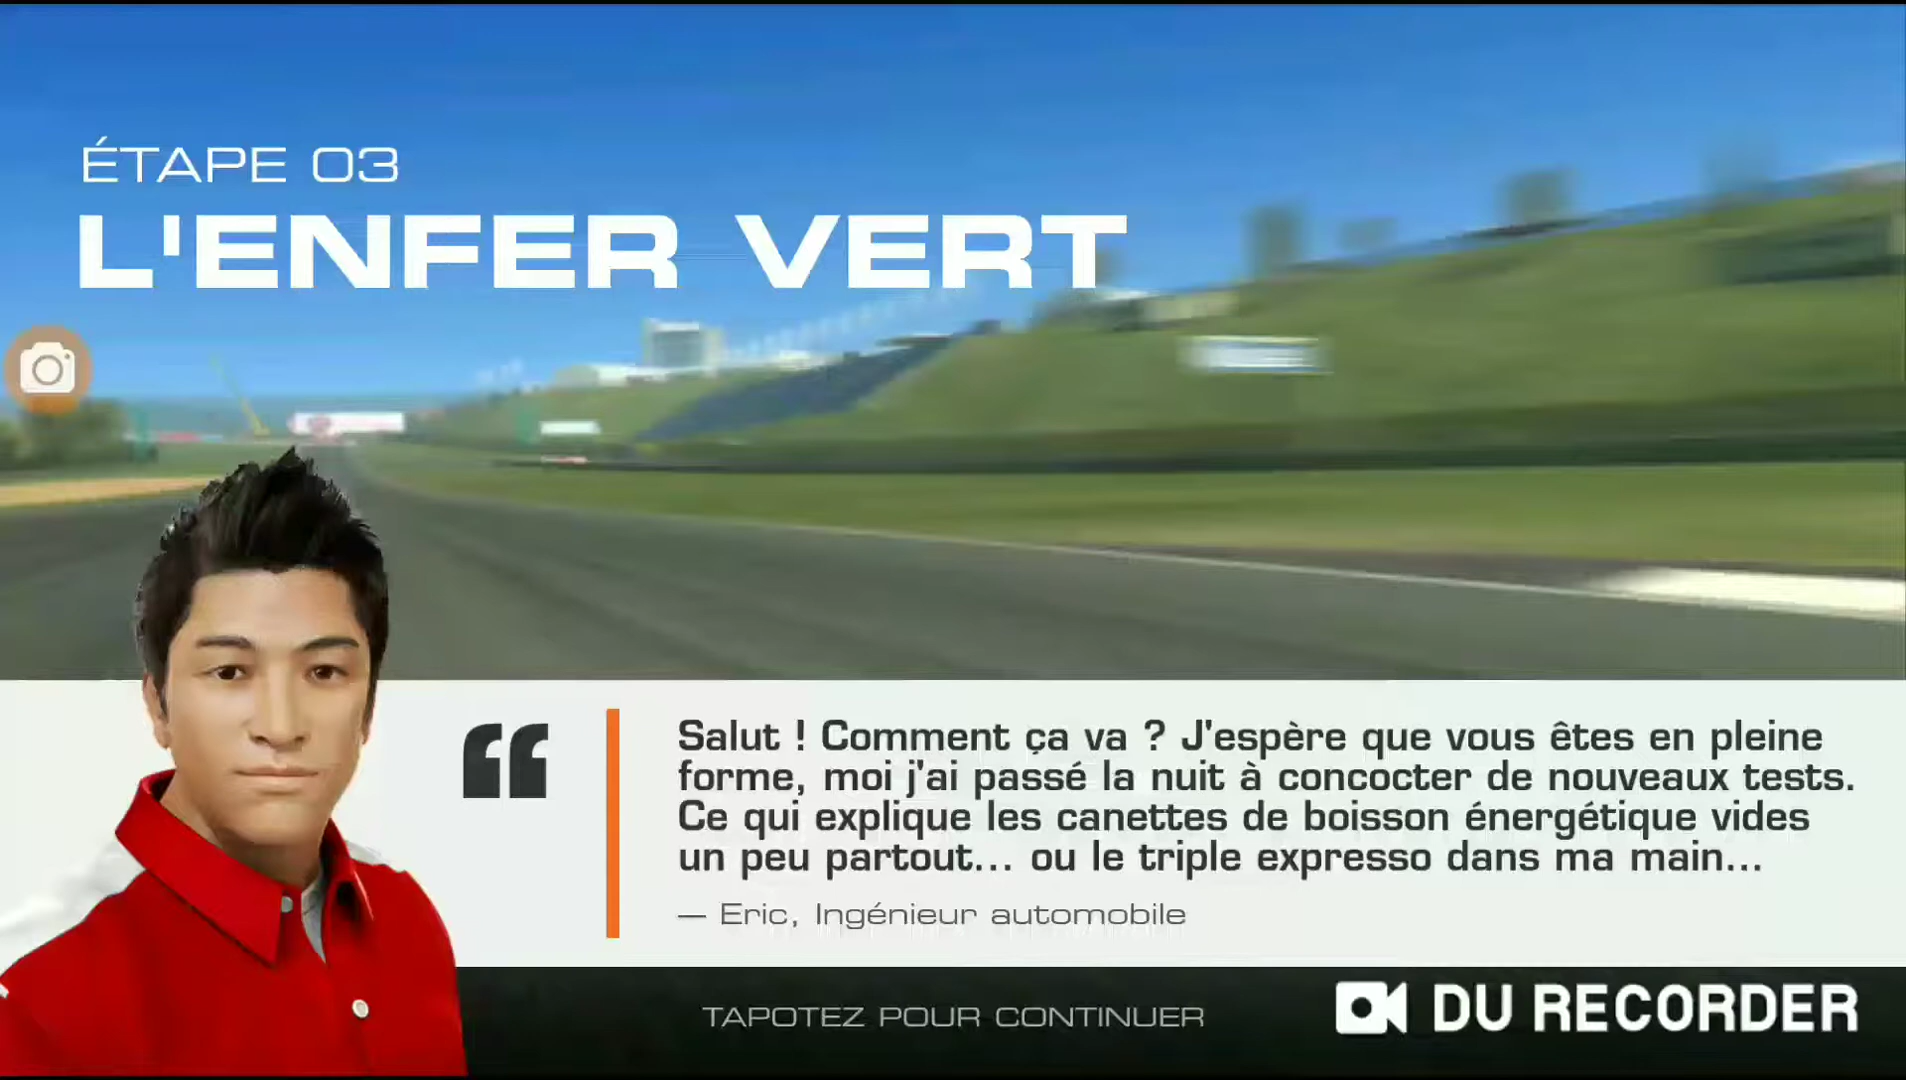 ÉTAPE 03
L'ENFER VERT
Salut ! Comment ça va ? J'espère que vous êtes en pleine
forme, moi j'ai passé la nuit à concocter de nouveaux tests.
Ce qui explique les canettes de boisson énergétique vides
un peu partout... ou le triple expresso dans ma main...
— Eric, Ingénieur automobile
TAPOTEZ POUR CONTINUER
DU RECORDER